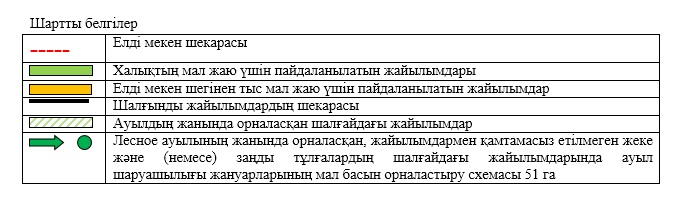 Шартты белгілер
Елді мекен шекарасы
Халықтың мал жаю үшін пайдаланылатын жайылымдары
Елді мекен шегінен тыс мал жаю үшін пайдаланылатын жайылымдар
Шалғынды жайылымдардың шекарасы
Ауылдың жанында орналасқан шалғайдағы жайылымдар
Лесное ауылының жанында орналасқан, жайылымдармен қамтамасыз етілмеген жеке
және (немесе) заңды тұлғалардың шалғайдағы жайылымдарында ауыл
шаруашылығы жануарларының мал басын орналастыру схемасы 51 га